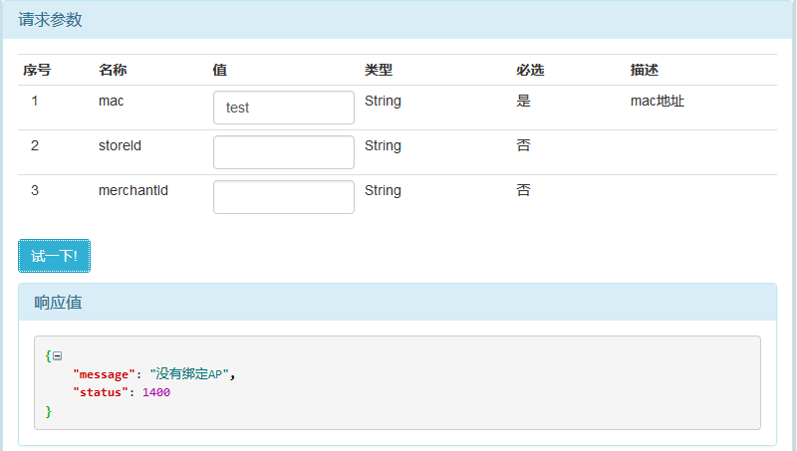 请求参数
序号 名称 值 类型 必选 描述
1 mac test String 是 mac地址
2 storeId String 否
3 merchantId String 否
试一下!
响应值
{
"message": "没有绑定AP",
"status": 1400
}